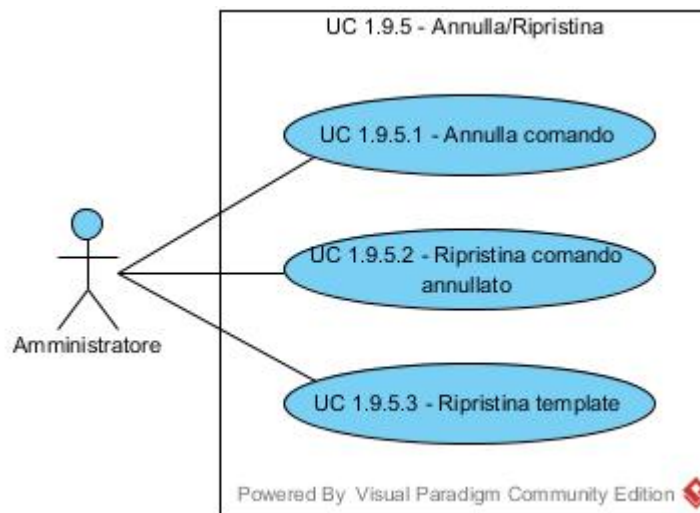 UC 1.9.5 - Annulla/Ripristina
UC 1.9.5.1 - Annulla comando
UC 1.9.5.2 - Ripristina comando
annullato
Amministratore
UC 1.9.5.3 - Ripristina template
Powered By Visual Paradigm Community Edition